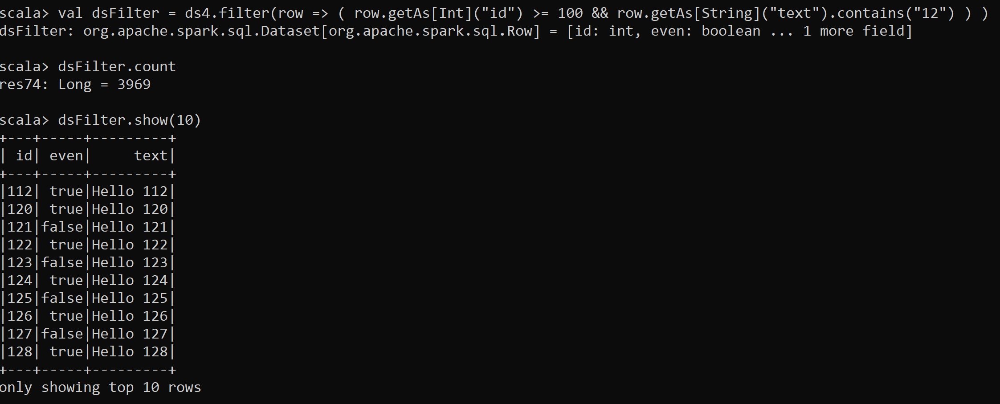 scala> val dsFilter = ds4.filter(row => ( row.getAs[Int]("id") >= 100 && row.getAs[String]("text").contains("12") ) )
dsFilter: org.apache.spark.sql.Dataset[org.apache.spark.sql.Row] = [id: int, even: boolean ... 1 more field]

scala> dsFilter.count
res74: Long = 3969

scala> dsFilter.show(10)
+---+-----+---------+
| id| even|     text|
+---+-----+---------+
|112| true|Hello 112|
|120| true|Hello 120|
|121|false|Hello 121|
|122| true|Hello 122|
|123|false|Hello 123|
|124| true|Hello 124|
|125|false|Hello 125|
|126| true|Hello 126|
|127|false|Hello 127|
|128| true|Hello 128|
+---+-----+---------+
only showing top 10 rows